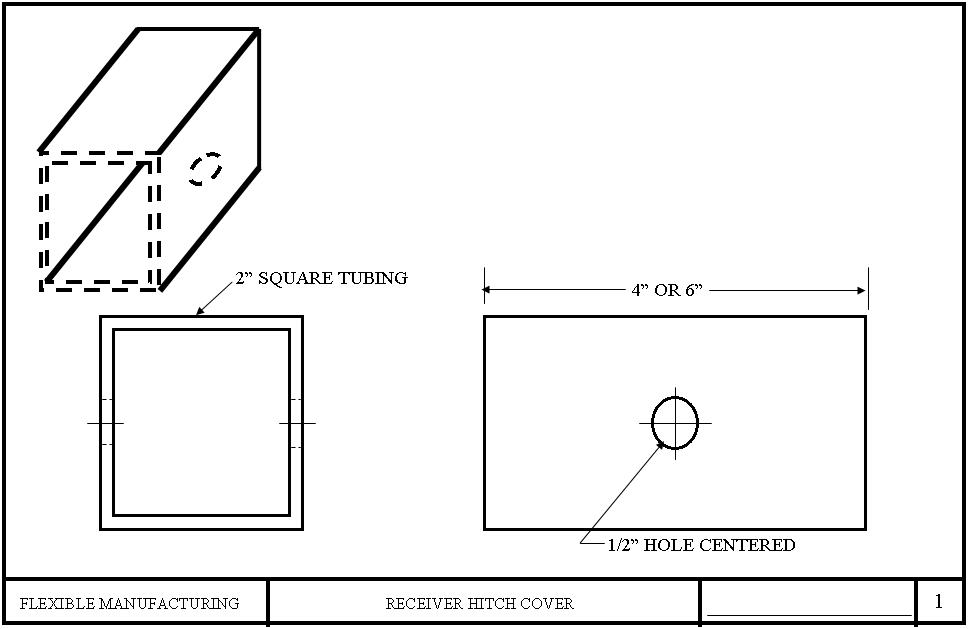 2” SQUARE TUBING
4” OR 6”
1/2” HOLE CENTERED
FLEXIBLE MANUFACTURING
RECEIVER HITCH COVER
1